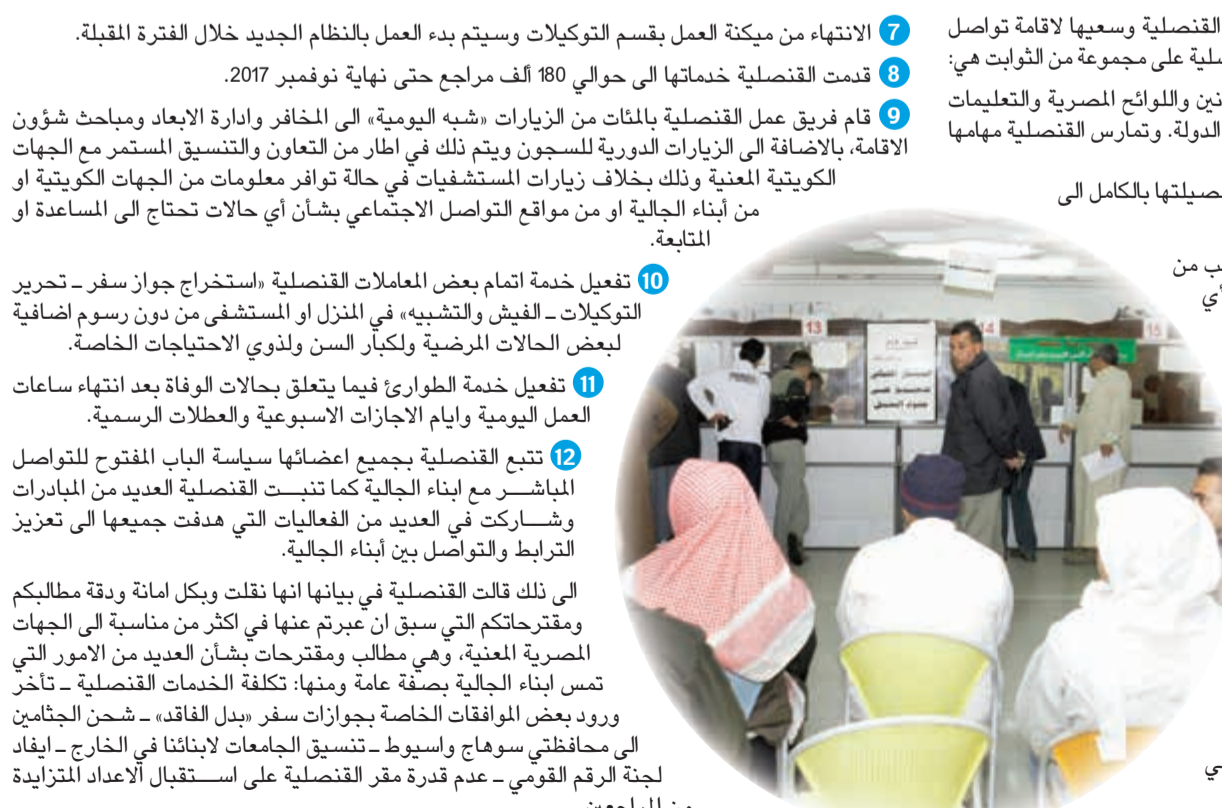 القنصلية وسعيها لاقامة تواصل
على مجموعة من الثوابت هي:
واللوائح المصرية والتعليمات
الدولة. وتمارس القنصلية مهامها
بالكامل الى
من
7 الانتهاء من ميكنة العمل بقسم التوكيلات وسيتم بدء العمل بالنظام الجديد خلال الفترة المقبلة.
8 قدمت القنصلية خدماتها الى حوالي 180 ألف مراجع حتى نهاية نوفمبر 2017.
9 قام فريق عمل القنصلية بالمئات من الزيارات «شبه اليومية» الى المخافر وادارة الابعاد ومباحث شؤون
الاقامة، بالاضافة الى الزيارات الدورية للسجون ويتم ذلك في اطار من التعاون والتنسيق المستمر مع الجهات
الكويتية المعنية وذلك بخلاف زيارات المستشفيات في حالة توافر معلومات من الجهات الكويتية او
من أبناء الجالية او من مواقع التواصل الاجتماعي بشأن أي حالات تحتاج الى المساعدة او
المتابعة.
10 تفعيل خدمة اتمام بعض المعاملات القنصلية «استخراج جواز سفر – تحرير
التوكيلات – الفيش والتشبيه» في المنزل او المستشفى من دون رسوم اضافية
لبعض الحالات المرضية ولكبار السن ولذوي الاحتياجات الخاصة.
11 تفعيل خدمة الطوارئ فيما يتعلق بحالات الوفاة بعد انتهاء ساعات
العمل اليومية وايام الاجازات الاسبوعية والعطلات الرسمية.
12 تتبع القنصلية بجميع اعضائها سياسة الباب المفتوح للتواصل
المباشر مع ابناء الجالية كما تنبت القنصلية العديد من المبادرات
وشاركت في العديد من الفعاليات التي هدفت جميعها الى تعزيز
الترابط والتواصل بين أبناء الجالية.
الى ذلك قالت القنصلية في بيانها انها نقلت وبكل امانة ودقة مطالبكم
ومقترحاتكم التي سبق ان عبرتم عنها في اكثر من مناسبة الى الجهات
المصرية المعنية، وهي مطالب ومقترحات بشأن العديد من الامور التي
تمس ابناء الجالية بصفة عامة ومنها: تكلفة الخدمات القنصلية – تأخر
ورود بعض الموافقات الخاصة بجوازات سفر «بدل الفاقد» – شحن الجثامين
الى محافظتي سوهاج واسيوط – تنسيق الجامعات لابنائنا في الخارج – ايفاد
لجنة الرقم القومي – عدم قدرة مقر القنصلية على استقبال الاعداد المتزايدة
13
14
15